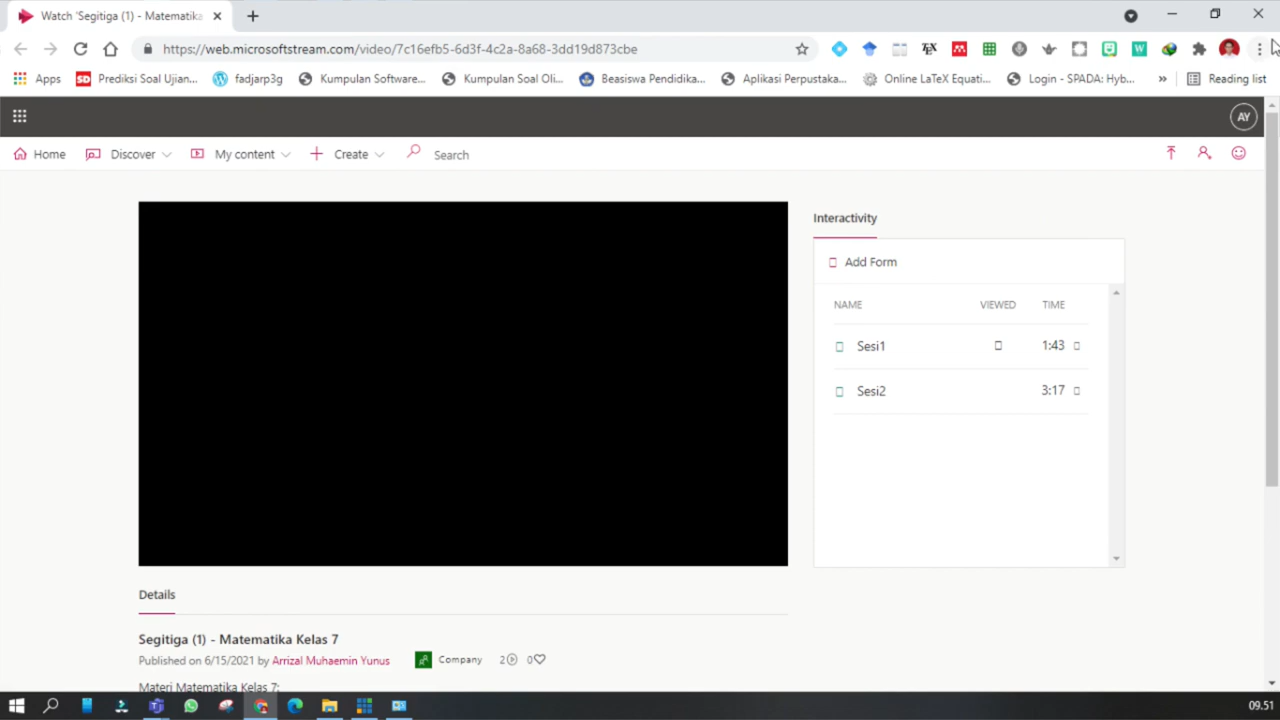 Watch 'Segitiga (1) - Matematika
https://web.microsoftstream.com/video/7c16efb5-6d3f-4c2a-8a68-3dd19d873cbe
Apps SD Prediksi Soal Ujian... fadjarp3g Kumpulan Software... Kumpulan Soal Oli... Beasiswa Pendidika... Aplikasi Perpustaka... Online LaTeX Equati... Login - SPADA: Hyb... » Reading list
AY
Home Discover My content Create Search
Interactivity
Add Form
NAME VIEWED TIME
Sesi1 1:43
Sesi2 3:17
Details
Segitiga (1) - Matematika Kelas 7
Published on 6/15/2021 by Arrizal Muhaemin Yunus Company 2 0
Materi Matematika Kelas 7:
09.51